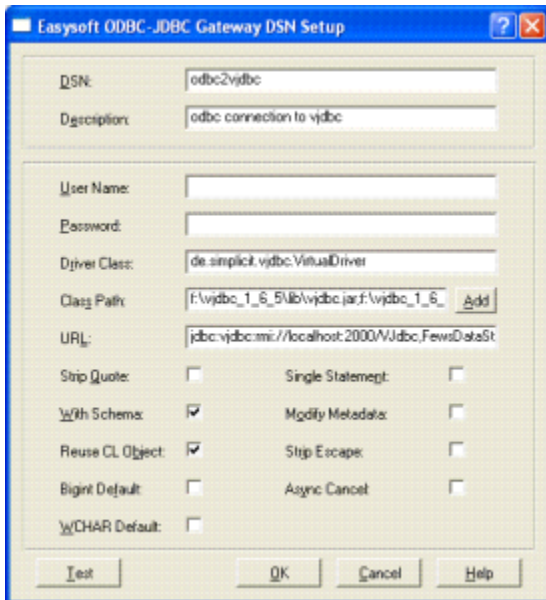 Easysoft ODBC-JDBC Gateway DSN Setup
DSN: odbc2vjdbc
Description: odbc connection to vjdbc
User Name:
Password:
Driver Class: de.simplicit.vjdbc.VirtualDriver
Class Path: f:\vjdbc_1_6_5\lib\vjdbc.jar;f:\vjdbc_1_6_ Add
URL: jdbc:vjdbc:rmi://localhost:2000/VJdbc,FewsDataSt
Strip Quote: Single Statement:
With Schema: Modify Metadata:
Reuse CL Object: Strip Escape:
Bigint Default: Async Cancel:
WCHAR Default:
Test OK Cancel Help